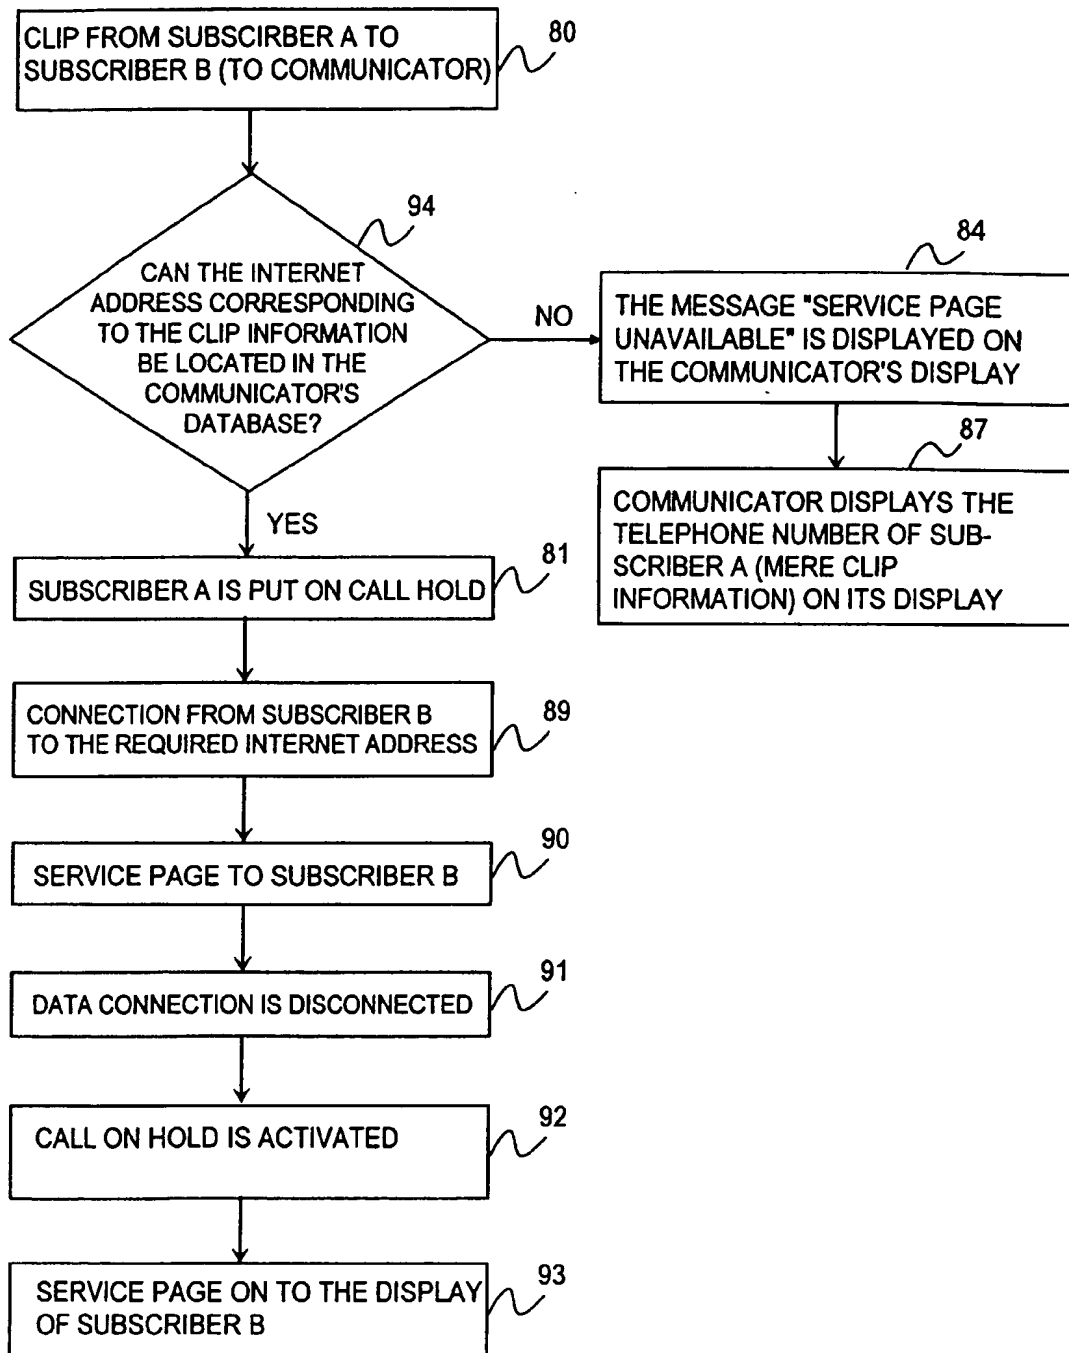 CLIP FROM SUBSCIRBER A TO
SUBSCRIBER B (TO COMMUNICATOR)
80
94
CAN THE INTERNET
ADDRESS CORRESPONDING
TO THE CLIP INFORMATION
BE LOCATED IN THE
COMMUNICATOR'S
DATABASE?
NO
84
THE MESSAGE "SERVICE PAGE
UNAVAILABLE" IS DISPLAYED ON
THE COMMUNICATOR'S DISPLAY
87
COMMUNICATOR DISPLAYS THE
TELEPHONE NUMBER OF SUB-
SCRIBER A (MERE CLIP
INFORMATION) ON ITS DISPLAY
YES
SUBSCRIBER A IS PUT ON CALL HOLD
81
CONNECTION FROM SUBSCRIBER B
TO THE REQUIRED INTERNET ADDRESS
89
SERVICE PAGE TO SUBSCRIBER B
90
DATA CONNECTION IS DISCONNECTED
91
CALL ON HOLD IS ACTIVATED
92
SERVICE PAGE ON TO THE DISPLAY
OF SUBSCRIBER B
93